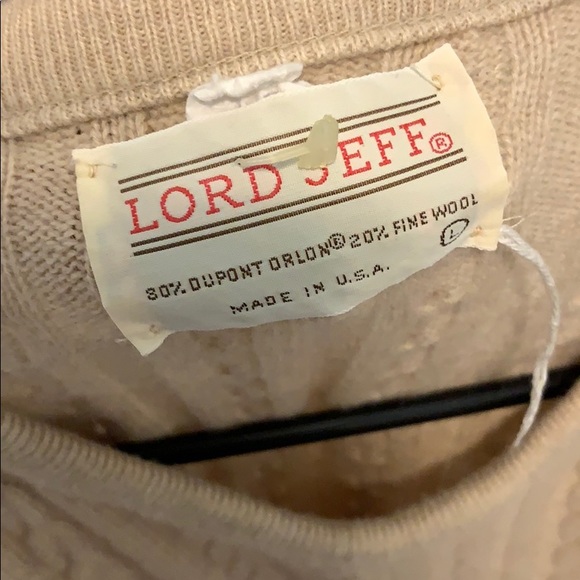 LORD JEFF®
80% DUPONT ORLON® 20% FINE WOOL
MADE IN U.S.A.
L